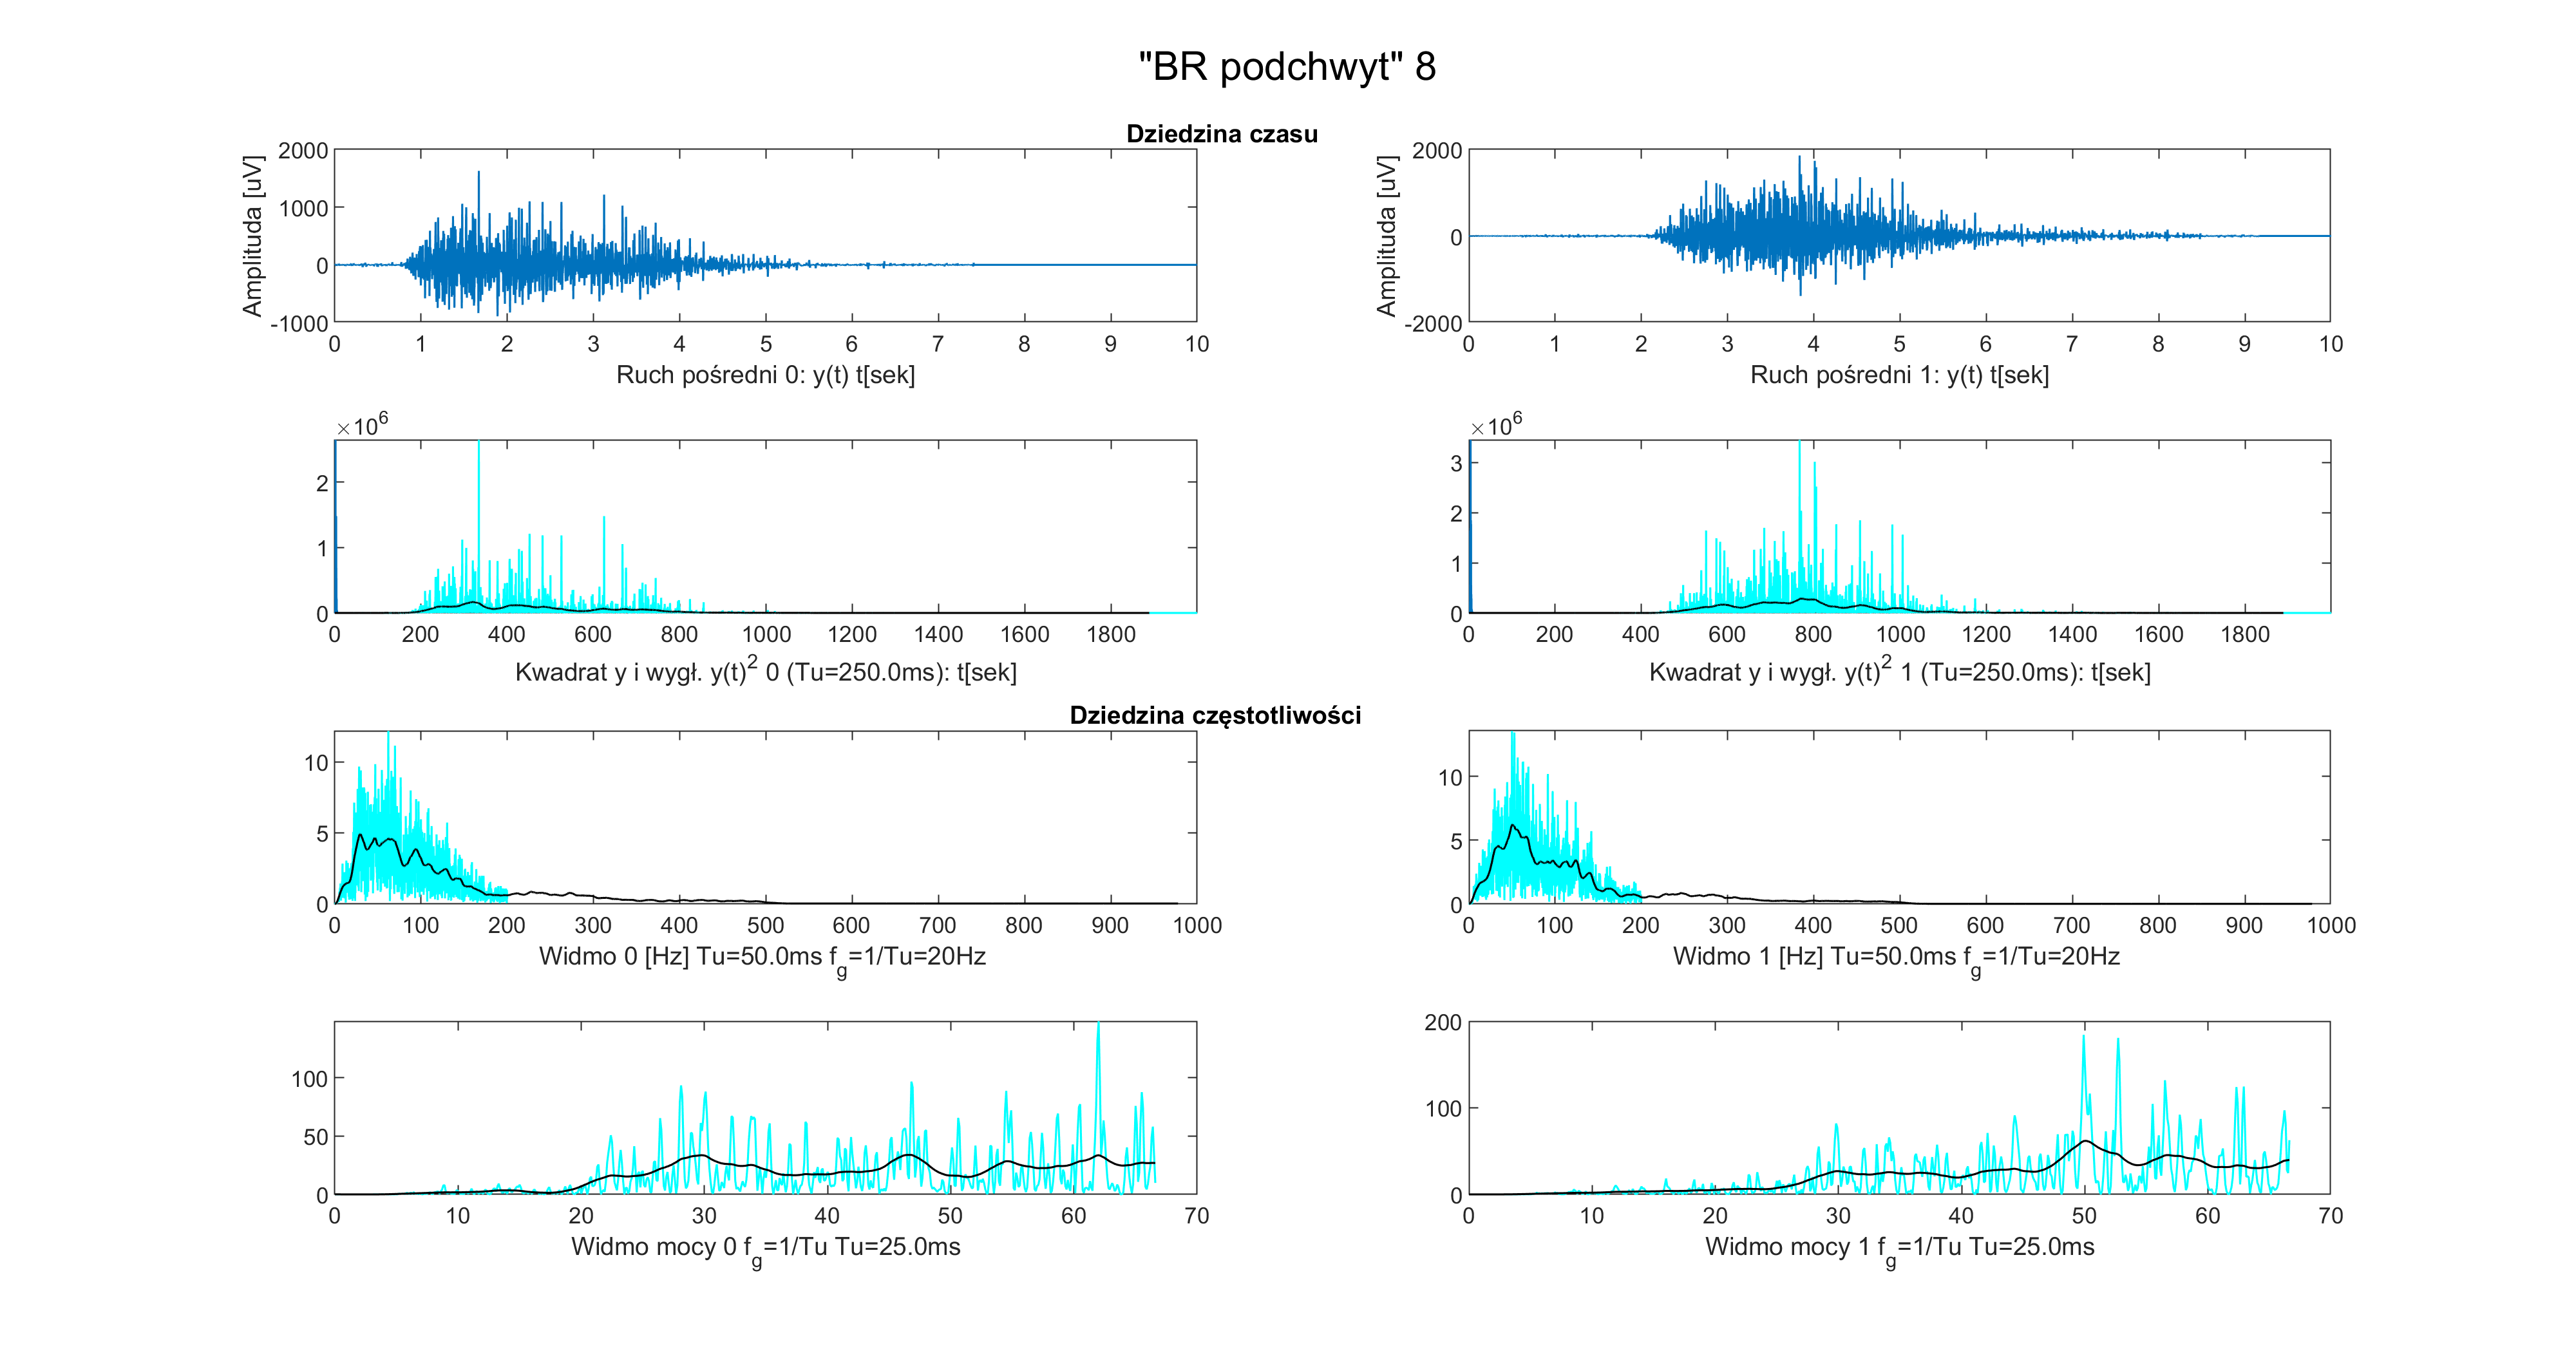 "BR podchwyt" 8
Dziedzina czasu
Amplituda [uV]
2000
1000
0
-1000
0 1 2 3 4 5 6 7 8 9 10
Ruch pośredni 0: y(t) t[sek]
Amplituda [uV]
2000
0
-2000
0 1 2 3 4 5 6 7 8 9 10
Ruch pośredni 1: y(t) t[sek]
×10^6
2
1
0
0 200 400 600 800 1000 1200 1400 1600 1800
Kwadrat y i wygł. y(t)^2 0 (Tu=250.0ms): t[sek]
×10^6
3
2
1
0
0 200 400 600 800 1000 1200 1400 1600 1800
Kwadrat y i wygł. y(t)^2 1 (Tu=250.0ms): t[sek]
Dziedzina częstotliwości
10
5
0
0 100 200 300 400 500 600 700 800 900 1000
Widmo 0 [Hz] Tu=50.0ms f_g=1/Tu=20Hz
10
5
0
0 100 200 300 400 500 600 700 800 900 1000
Widmo 1 [Hz] Tu=50.0ms f_g=1/Tu=20Hz
100
50
0
0 10 20 30 40 50 60 70
Widmo mocy 0 f_g=1/Tu Tu=25.0ms
200
100
0
0 10 20 30 40 50 60 70
Widmo mocy 1 f_g=1/Tu Tu=25.0ms